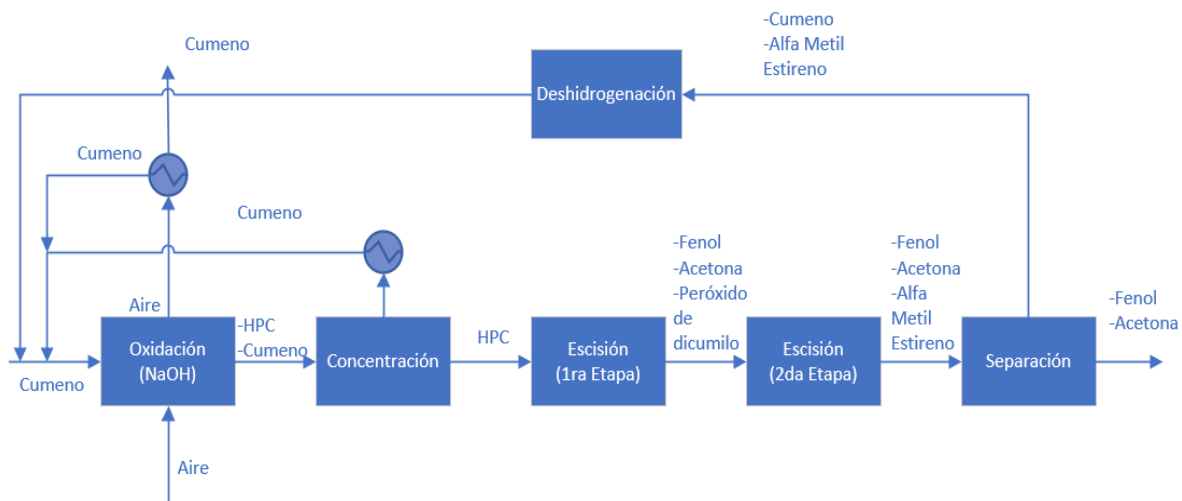 Cumeno
-Cumeno
-Alfa Metil
Estireno
Deshidrogenación
Cumeno
Cumeno
-Fenol
-Acetona
-Peróxido
de
dicumilo
-Fenol
-Acetona
-Alfa
Metil
Estireno
-Fenol
-Acetona
Aire
-HPC
-Cumeno
HPC
Cumeno
Oxidación
(NaOH)
Concentración
Escisión
(1ra Etapa)
Escisión
(2da Etapa)
Separación
Aire